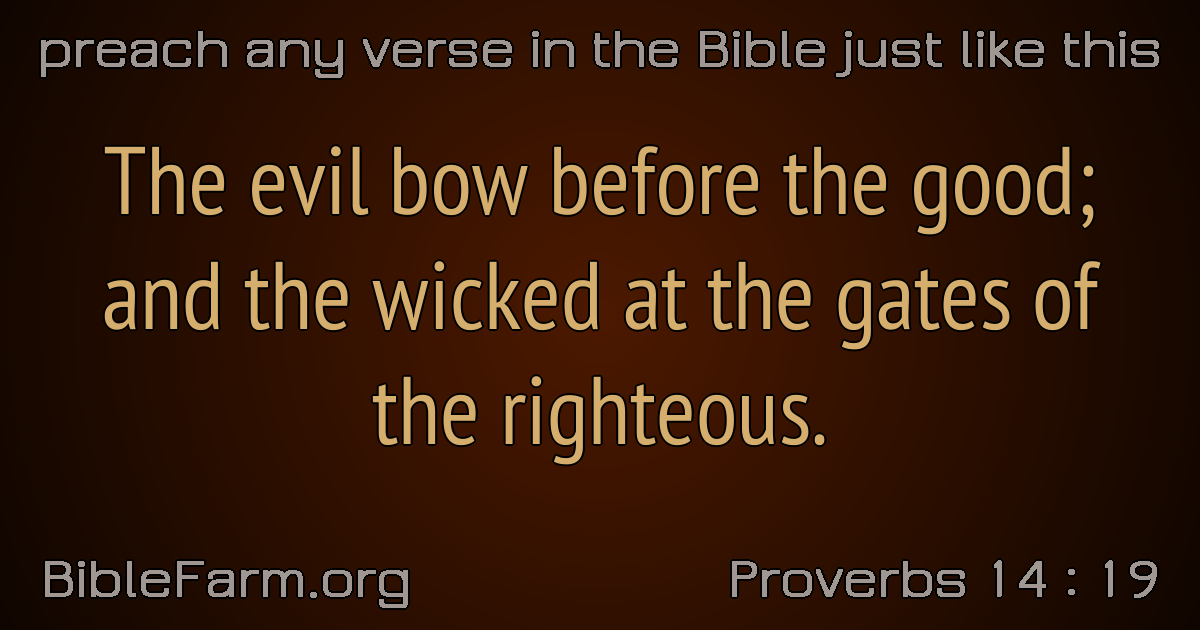 preach any verse in the Bible just like this
The evil bow before the good;
and the wicked at the gates of
the righteous.
BibleFarm.org
Proverbs 14 : 19